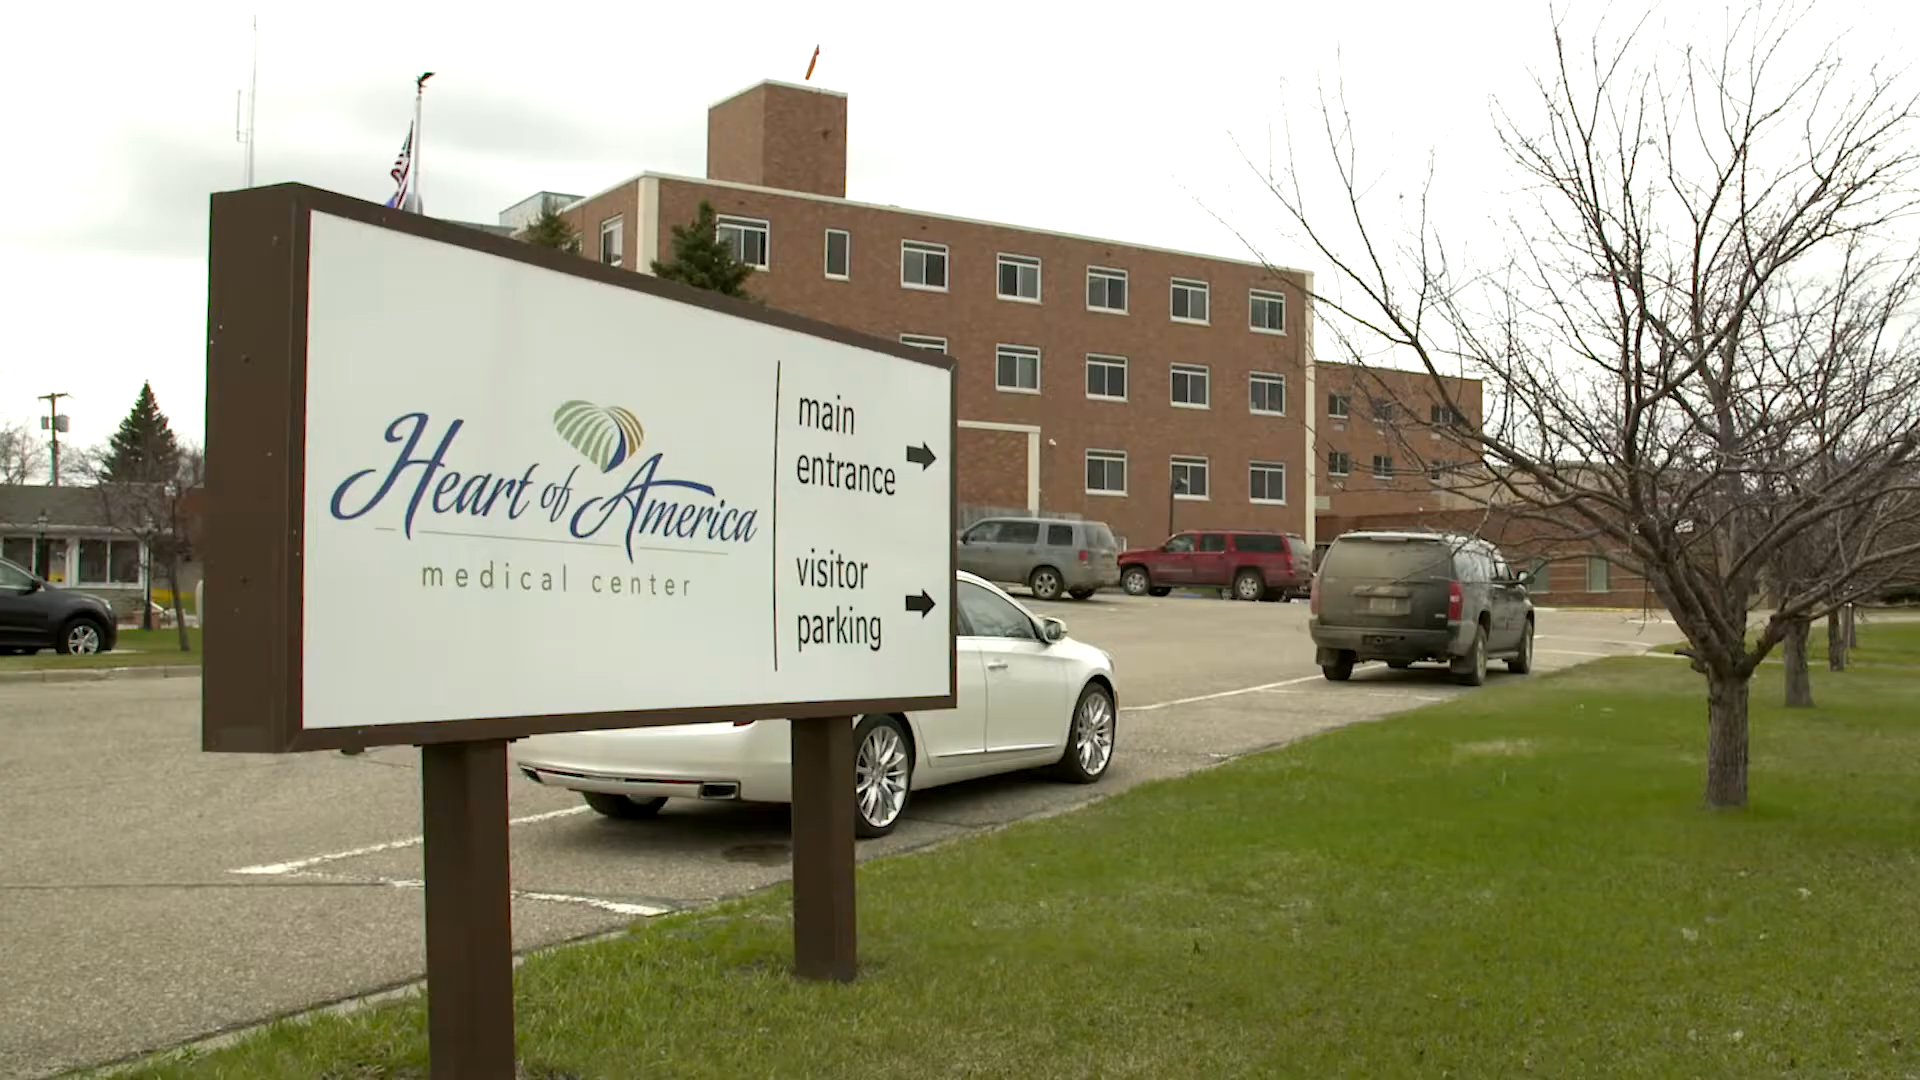 Heart of America
medical center
main
entrance
visitor
parking